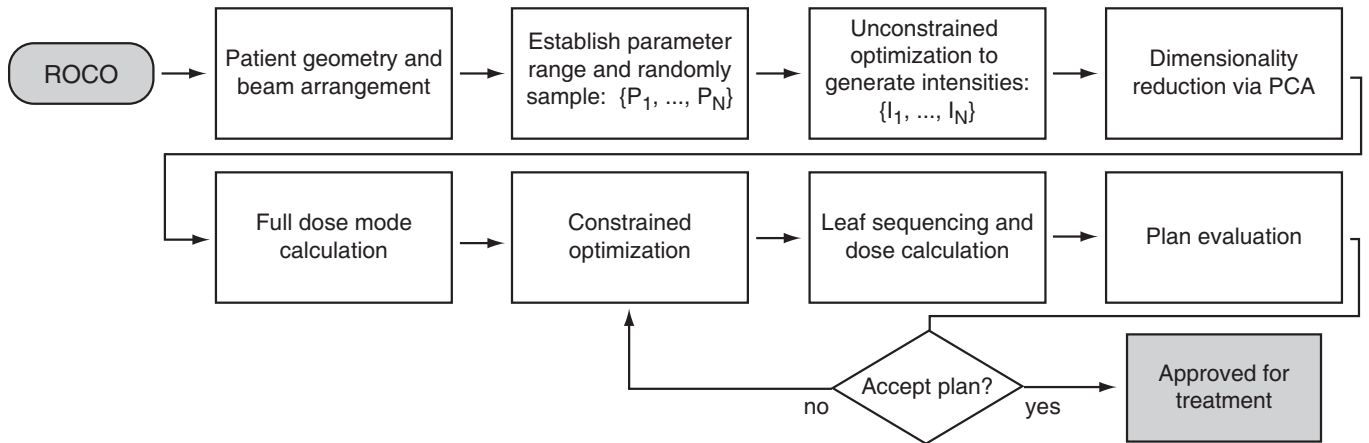 ROCO
Patient geometry and
beam arrangement
Establish parameter
range and randomly
sample: {P1, ..., PN}
Unconstrained
optimization to
generate intensities:
{I1, ..., IN}
Dimensionality
reduction via PCA
Full dose mode
calculation
Constrained
optimization
Leaf sequencing and
dose calculation
Plan evaluation
Accept plan?
no
yes
Approved for
treatment